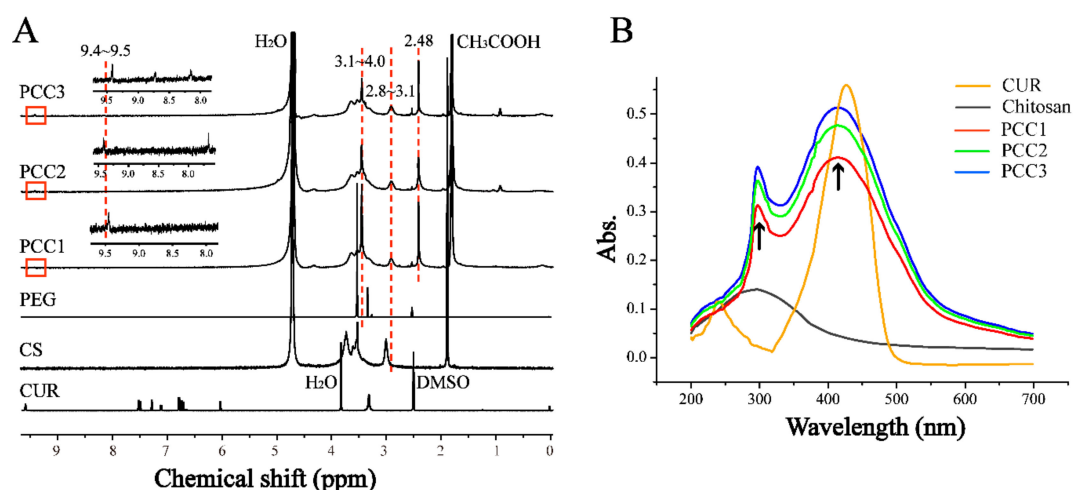 A
H₂O
CH₃COOH
2.48
3.1~4.0
2.8~3.1
9.4~9.5
9.5 9.0 8.5 8.0
9.5 9.0 8.5 8.0
9.5 9.0 8.5 8.0
PCC3
PCC2
PCC1
PEG
CS
CUR
H₂O
DMSO
9 8 7 6 5 4 3 2 1 0
Chemical shift (ppm)
B
CUR
Chitosan
PCC1
PCC2
PCC3
0.5
0.4
0.3
0.2
0.1
0.0
Abs.
200 300 400 500 600 700
Wavelength (nm)